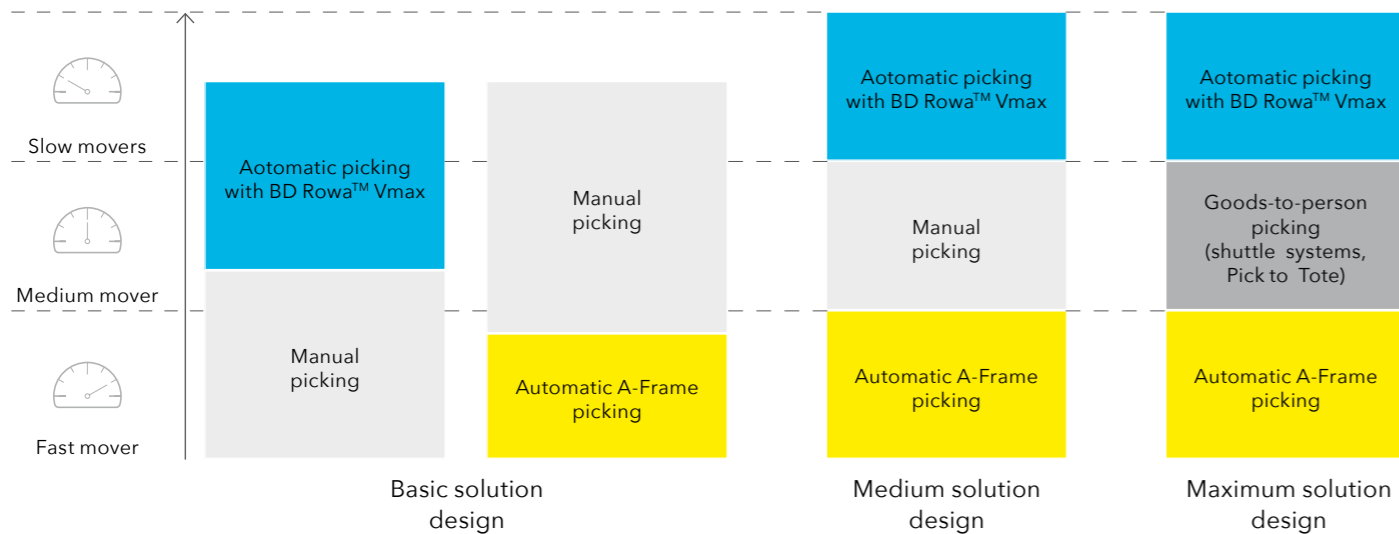 Slow movers
Medium mover
Fast mover
Aotomatic picking
with BD Rowa™ Vmax
Manual
picking
Manual
picking
Automatic A-Frame
picking
Basic solution
design
Aotomatic picking
with BD Rowa™ Vmax
Manual
picking
Automatic A-Frame
picking
Medium solution
design
Aotomatic picking
with BD Rowa™ Vmax
Goods-to-person
picking
(shuttle systems,
Pick to Tote)
Automatic A-Frame
picking
Maximum solution
design